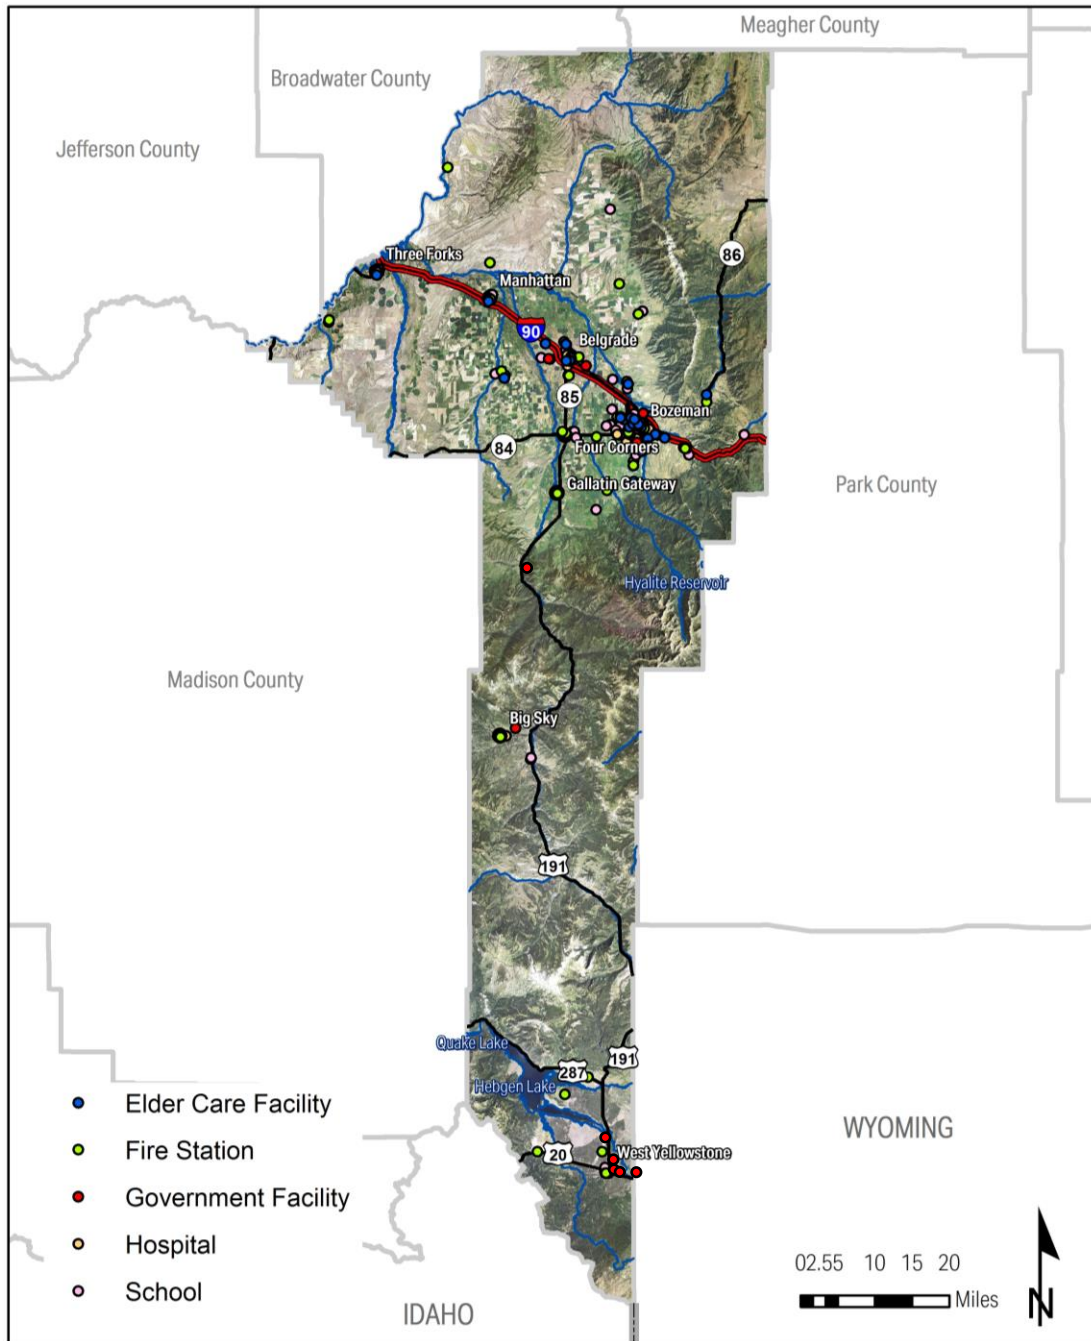 Meagher County
Broadwater County
Jefferson County
Three Forks
86
Manhattan
90
Belgrade
85
Bozeman
84
Four Corners
Gallatin Gateway
Park County
Hyalite Reservoir
Madison County
Big Sky
191
Quake Lake
191
287
Hebgen Lake
Elder Care Facility
WYOMING
Fire Station
20
West Yellowstone
Government Facility
Hospital
School
02.55 10 15 20
Miles
N
IDAHO